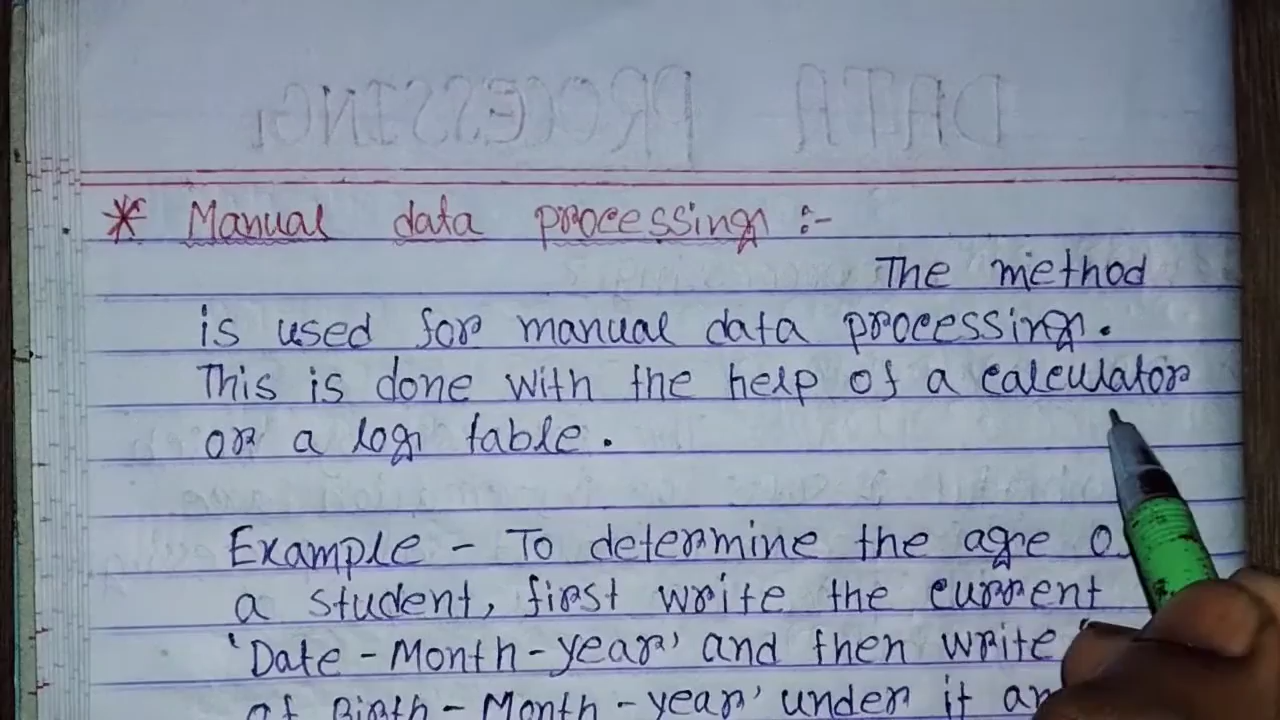 DATA PROCESSING
* Manual data processing :-
The method
is used for manual data processing.
This is done with the help of a calculator
or a log table.
Example - To determine the age
a student, first write the current
'Date - Month - year' and then write "
of Birth - Month - year' under it